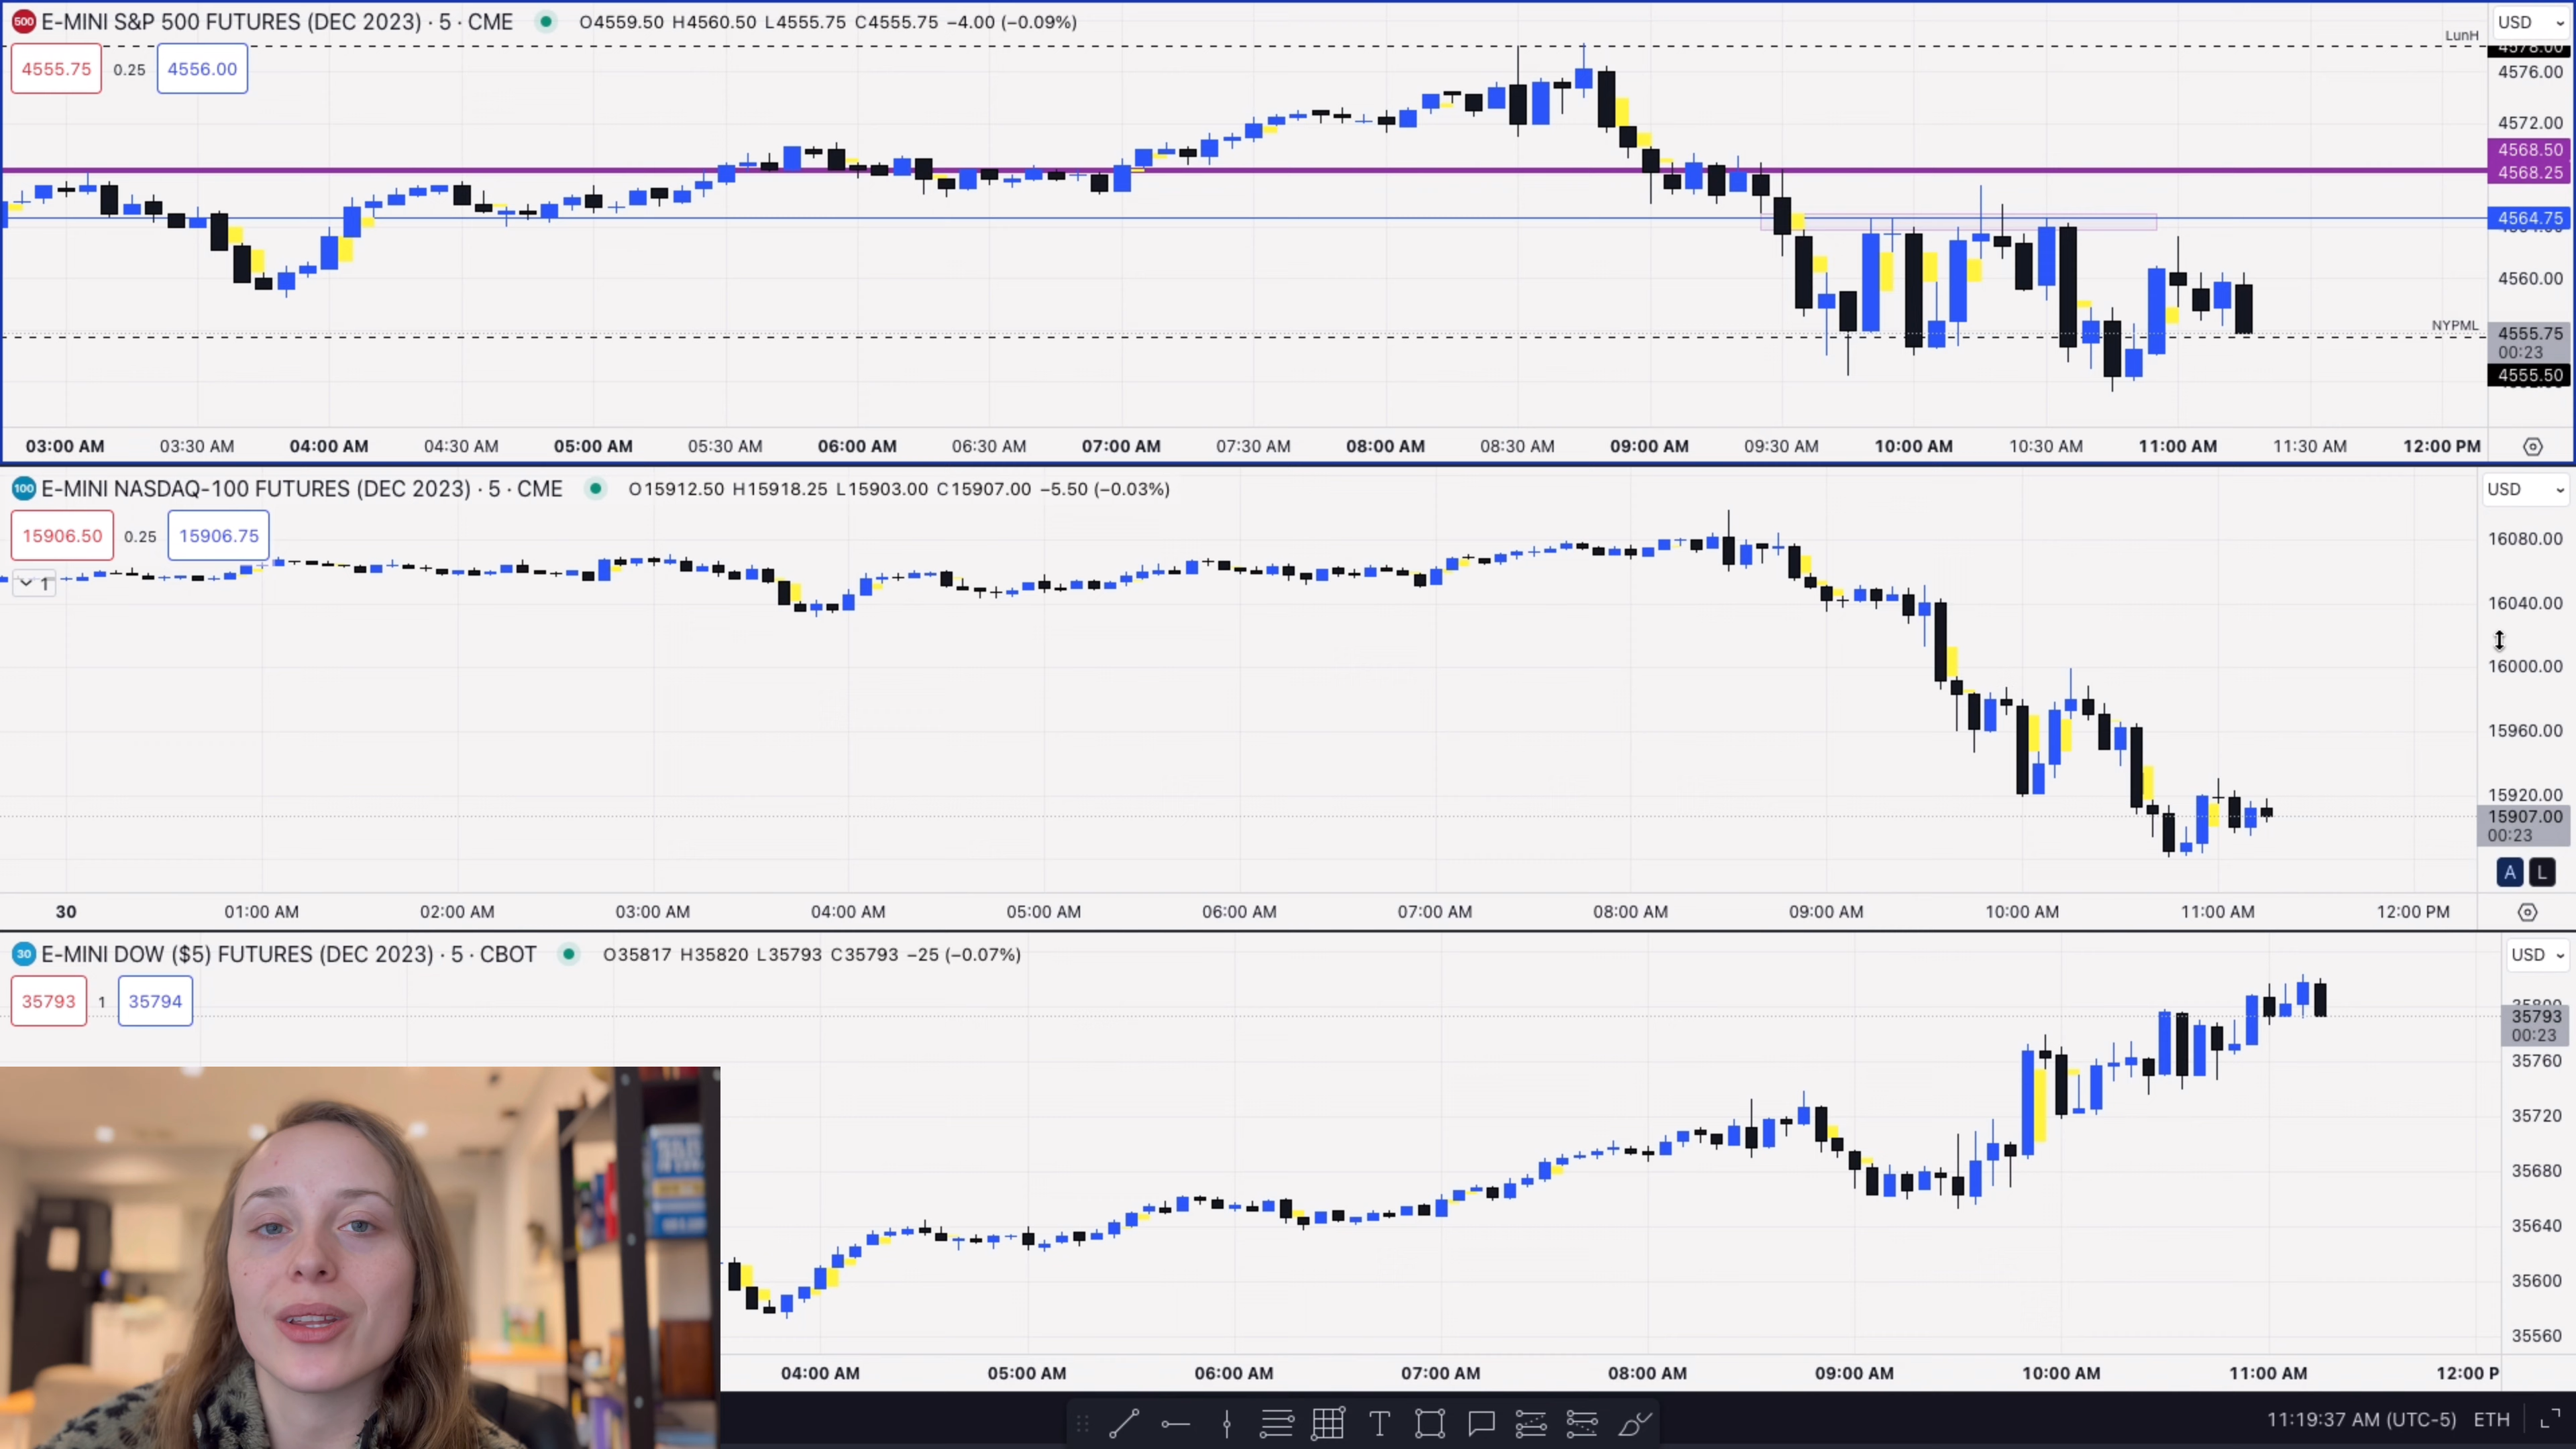 500 E-MINI S&P 500 FUTURES (DEC 2023) · 5 · CME O4559.50 H4560.50 L4555.75 C4555.75 −4.00 (−0.09%) USD
4555.75 0.25 4556.00
LunH
4578.00
4576.00
4572.00
4568.50
4568.25
4564.75
4560.00
NYPML
4555.75
00:23
4555.50
03:00 AM 03:30 AM 04:00 AM 04:30 AM 05:00 AM 05:30 AM 06:00 AM 06:30 AM 07:00 AM 07:30 AM 08:00 AM 08:30 AM 09:00 AM 09:30 AM 10:00 AM 10:30 AM 11:00 AM 11:30 AM 12:00 PM
100 E-MINI NASDAQ-100 FUTURES (DEC 2023) · 5 · CME O15912.50 H15918.25 L15903.00 C15907.00 −5.50 (−0.03%) USD
15906.50 0.25 15906.75
1
16080.00
16040.00
16000.00
15960.00
15920.00
15907.00
00:23
A L
30 01:00 AM 02:00 AM 03:00 AM 04:00 AM 05:00 AM 06:00 AM 07:00 AM 08:00 AM 09:00 AM 10:00 AM 11:00 AM 12:00 PM
30 E-MINI DOW ($5) FUTURES (DEC 2023) · 5 · CBOT O35817 H35820 L35793 C35793 −25 (−0.07%) USD
35793 1 35794
35800
35793
00:23
35760
35720
35680
35640
35600
35560
04:00 AM 05:00 AM 06:00 AM 07:00 AM 08:00 AM 09:00 AM 10:00 AM 11:00 AM 12:00 P
11:19:37 AM (UTC-5) ETH